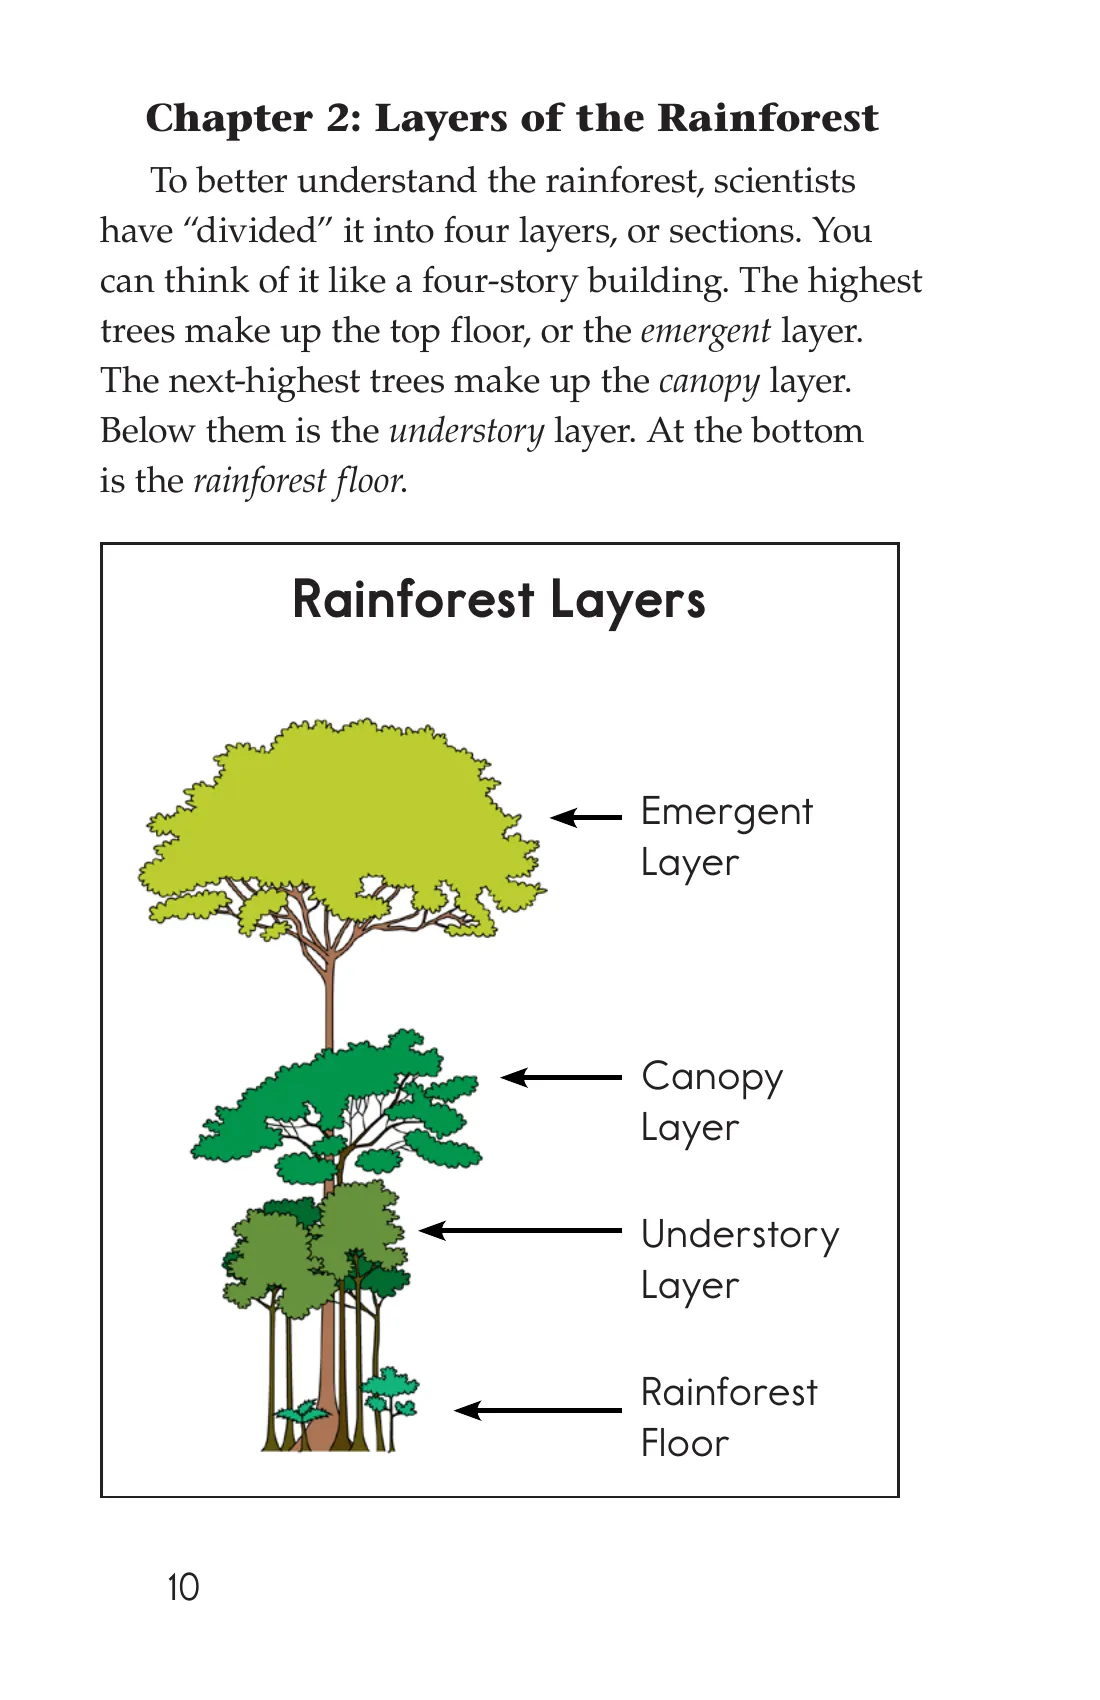 Chapter 2: Layers of the Rainforest
To better understand the rainforest, scientists
have “divided” it into four layers, or sections. You
can think of it like a four-story building. The highest
trees make up the top floor, or the emergent layer.
The next-highest trees make up the canopy layer.
Below them is the understory layer. At the bottom
is the rainforest floor.
Rainforest Layers
Emergent
Layer
Canopy
Layer
Understory
Layer
Rainforest
Floor
10